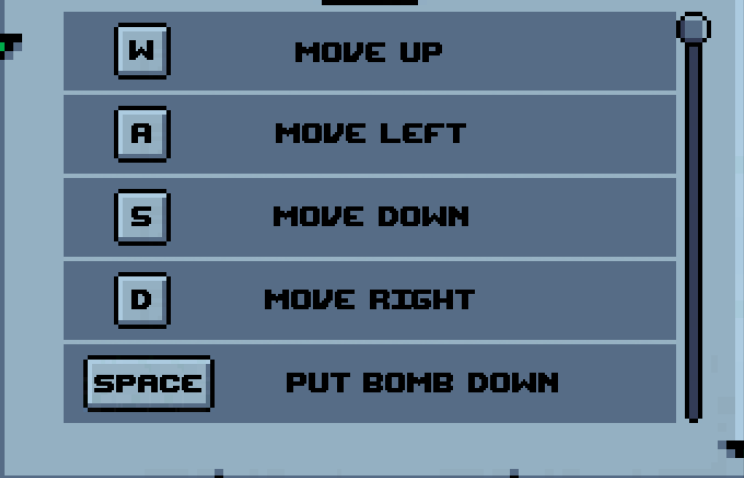 W MOVE UP
A MOVE LEFT
S MOVE DOWN
D MOVE RIGHT
SPACE PUT BOMB DOWN